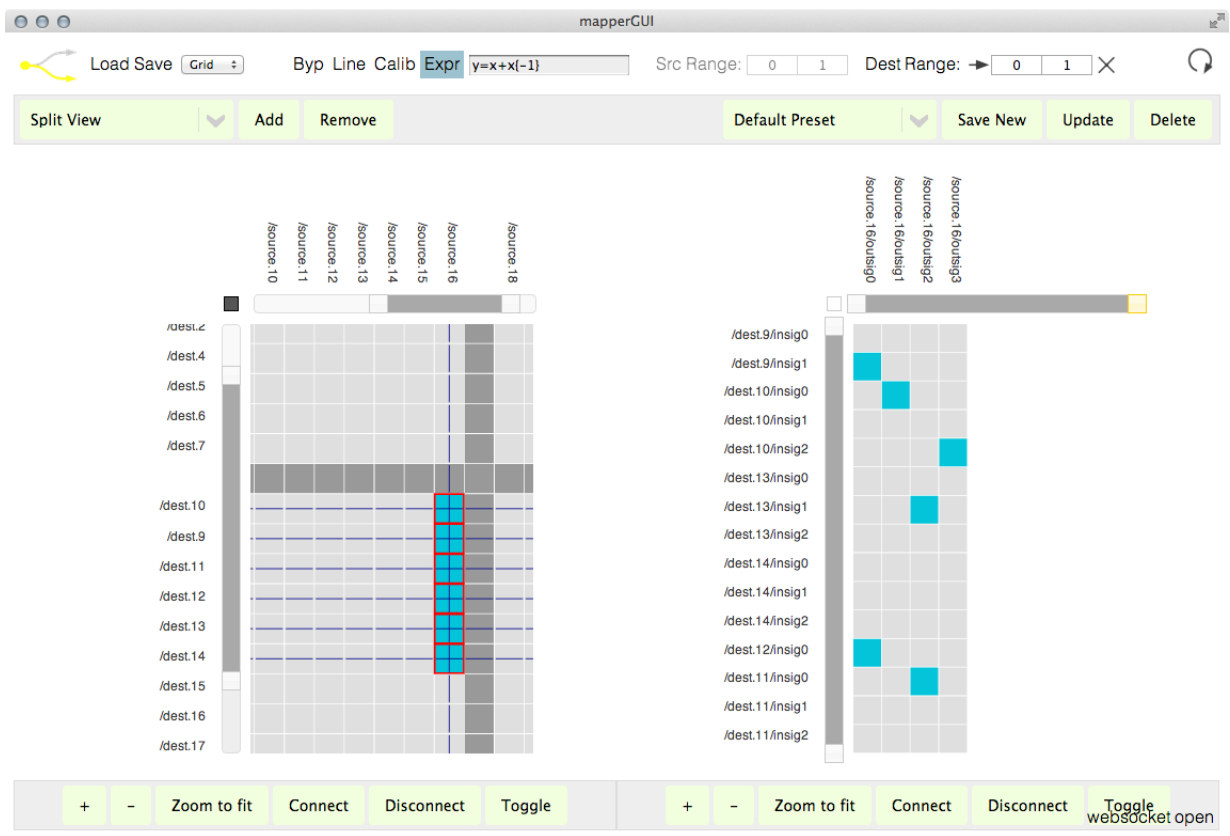 mapperGUI
Load Save Grid Byp Line Calib Expr y=x+x{-1} Src Range: 0 1 Dest Range: 0 1
Split View Add Remove Default Preset Save New Update Delete
/source.10
/source.11
/source.12
/source.13
/source.14
/source.15
/source.16
/source.18
/dest.2
/dest.4
/dest.5
/dest.6
/dest.7
/dest.10
/dest.9
/dest.11
/dest.12
/dest.13
/dest.14
/dest.15
/dest.16
/dest.17
/source.16/outsig0
/source.16/outsig1
/source.16/outsig2
/source.16/outsig3
/dest.9/insig0
/dest.9/insig1
/dest.10/insig0
/dest.10/insig1
/dest.10/insig2
/dest.13/insig0
/dest.13/insig1
/dest.13/insig2
/dest.14/insig0
/dest.14/insig1
/dest.14/insig2
/dest.12/insig0
/dest.11/insig0
/dest.11/insig1
/dest.11/insig2
+ - Zoom to fit Connect Disconnect Toggle
+ - Zoom to fit Connect Disconnect Toggle
websocket open